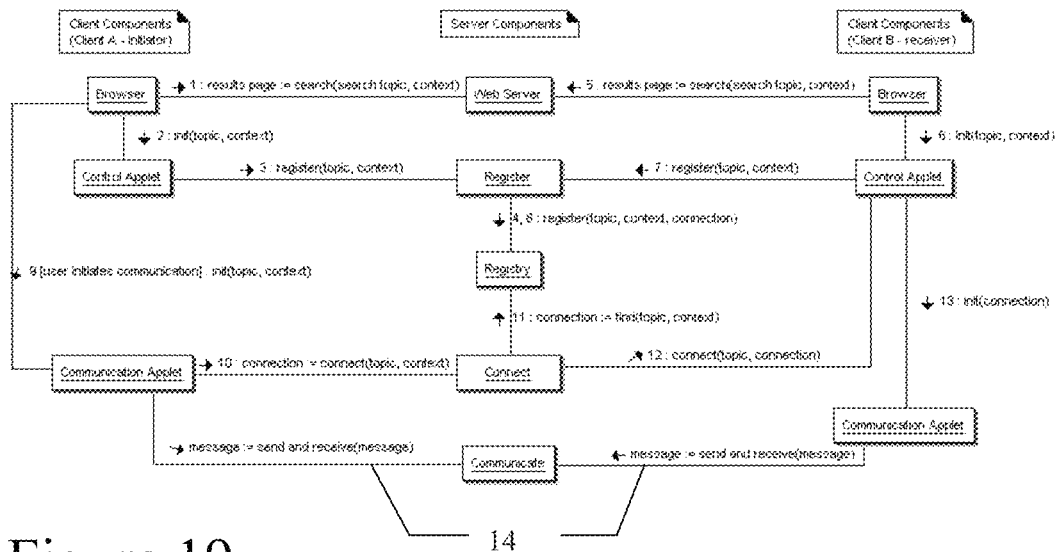 Client Components
(Client A - initiator)
Server Components
Client Components
(Client B - receiver)
Browser
1 : results page := search(search topic, context)
Web Server
5 : results page := search(search topic, context)
Browser
2 : init(topic, context)
6 : init(topic, context)
Control Applet
3 : register(topic, context)
Register
7 : register(topic, context)
Control Applet
4, 8 : register(topic, context, connection)
9 [user initiates communication] : init(topic, context)
Registry
13 : init(connection)
11 : connection := find(topic, context)
Communication Applet
10 : connection := connect(topic, context)
Connect
12 : connect(topic, connection)
Communication Applet
message := send and receive(message)
Communicate
message := send and receive(message)
14
Figure 10